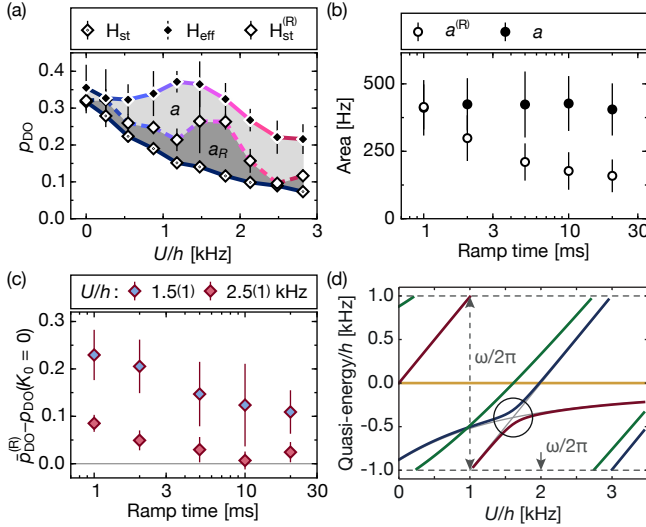 (a)
H_st H_eff H_st^(R)
p_DO
0.4
0.3
0.2
0.1
0.0
a
a_R
0 1 2 3
U/h [kHz]
(b)
a^(R) a
Area [Hz]
500
250
0
1 10 30
Ramp time [ms]
(c)
U/h : 1.5(1) 2.5(1) kHz
p̄_DO^(R)-p_DO(K_0 = 0)
0.3
0.2
0.1
0.0
1 10 30
Ramp time [ms]
(d)
Quasi-energy/h [kHz]
1.0
0.5
0.0
-0.5
-1.0
ω/2π
ω/2π
0 1 2 3
U/h [kHz]